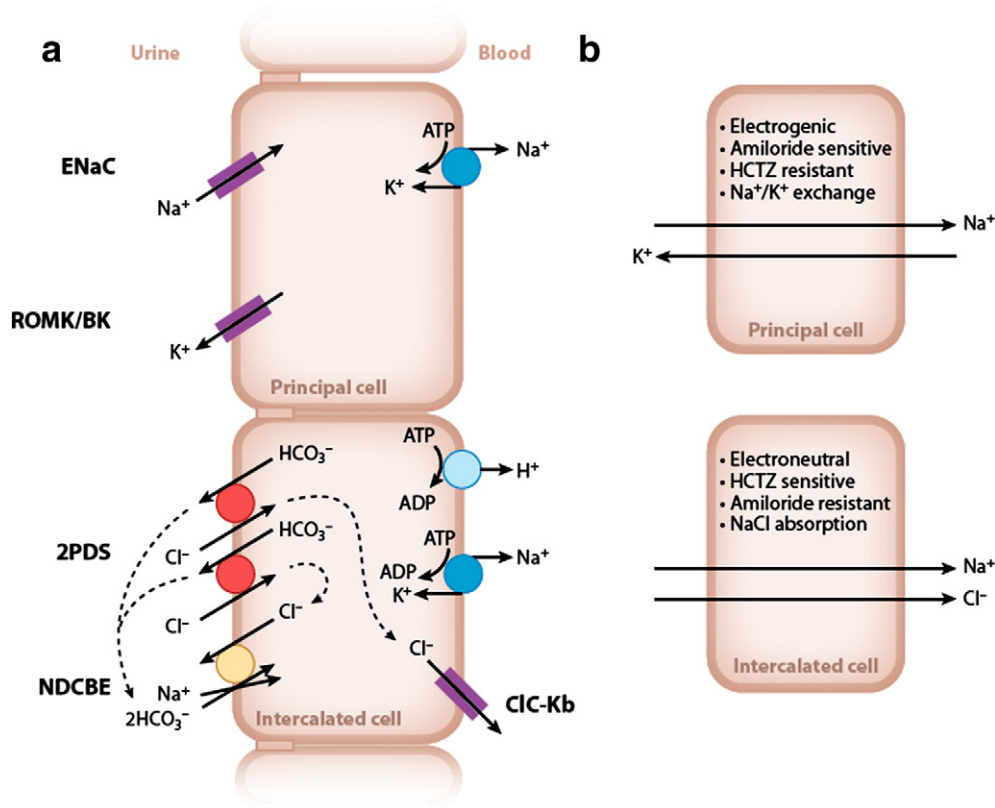 a
Urine
Blood
b
ENaC
Na⁺
ATP
Na⁺
K⁺
ROMK/BK
K⁺
Principal cell
• Electrogenic
• Amiloride sensitive
• HCTZ resistant
• Na⁺/K⁺ exchange
Na⁺
K⁺
Principal cell
HCO₃⁻
ATP
H⁺
ADP
2PDS
Cl⁻
HCO₃⁻
ATP
Na⁺
ADP
K⁺
Cl⁻
Cl⁻
Cl⁻
NDCBE
Na⁺
2HCO₃⁻
ClC-Kb
Intercalated cell
• Electroneutral
• HCTZ sensitive
• Amiloride resistant
• NaCl absorption
Na⁺
Cl⁻
Intercalated cell